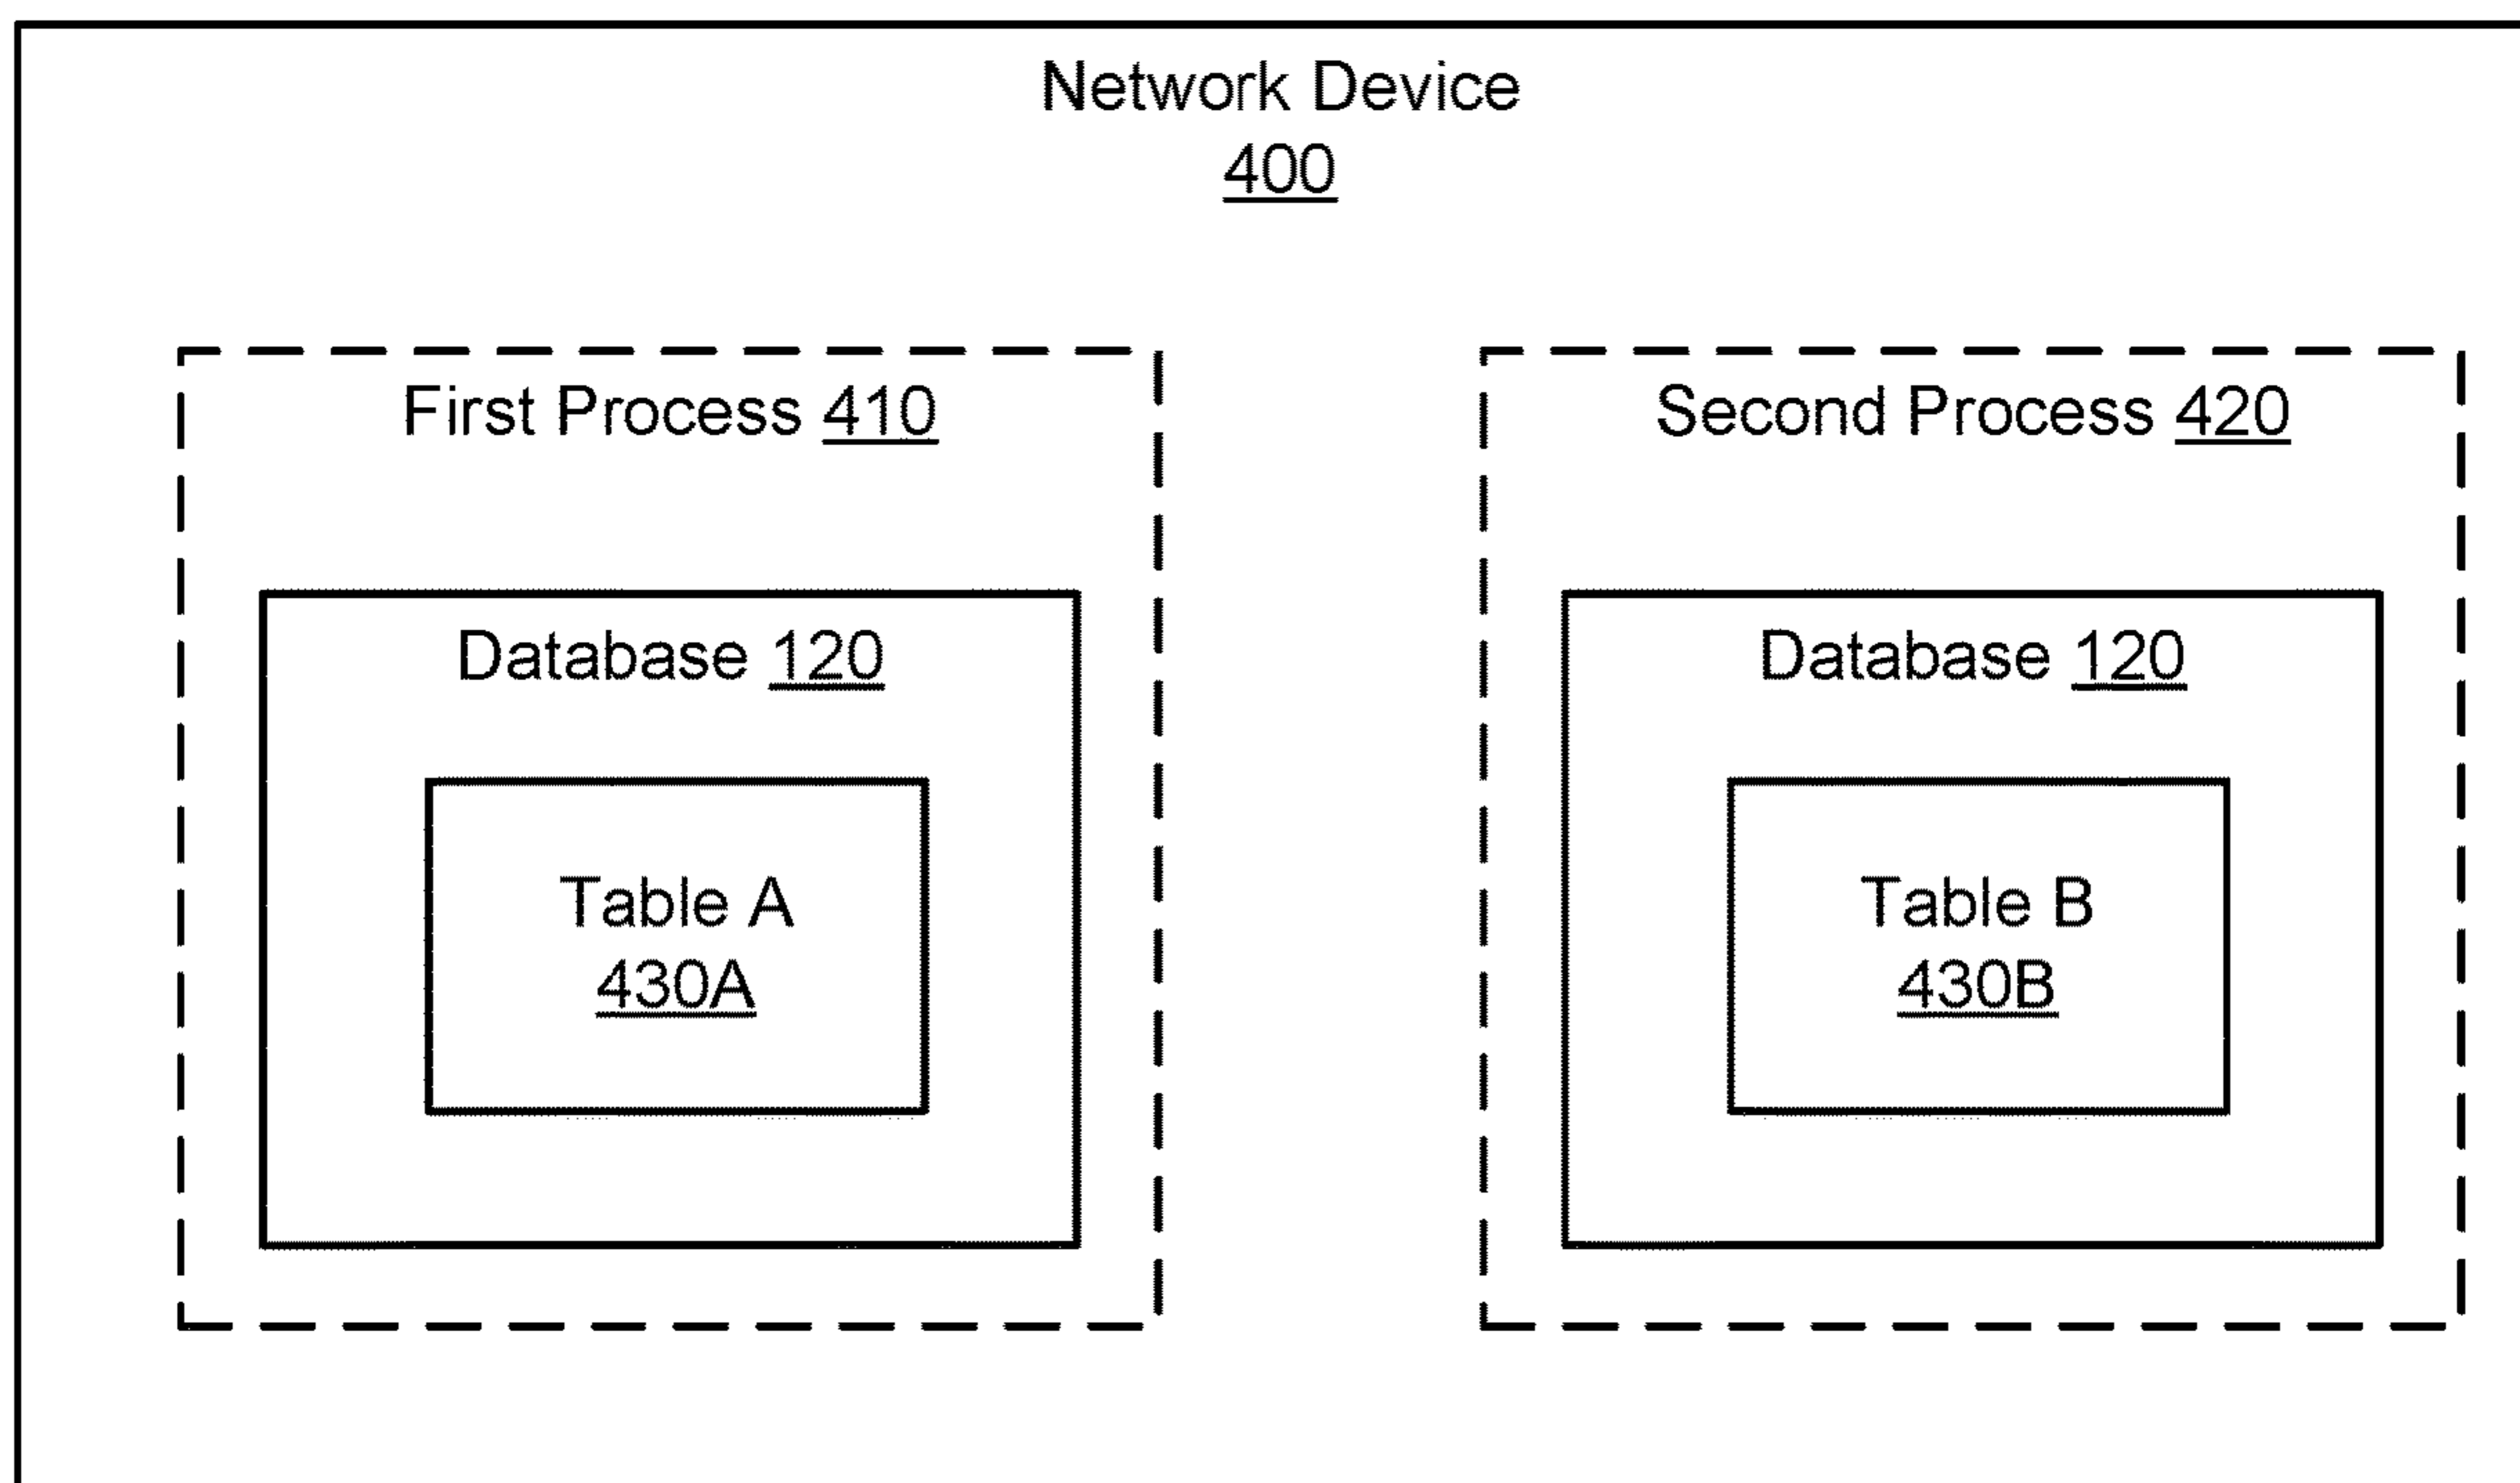 Network Device
400
First Process 410
Second Process 420
Database 120
Database 120
Table A
430A
Table B
430B